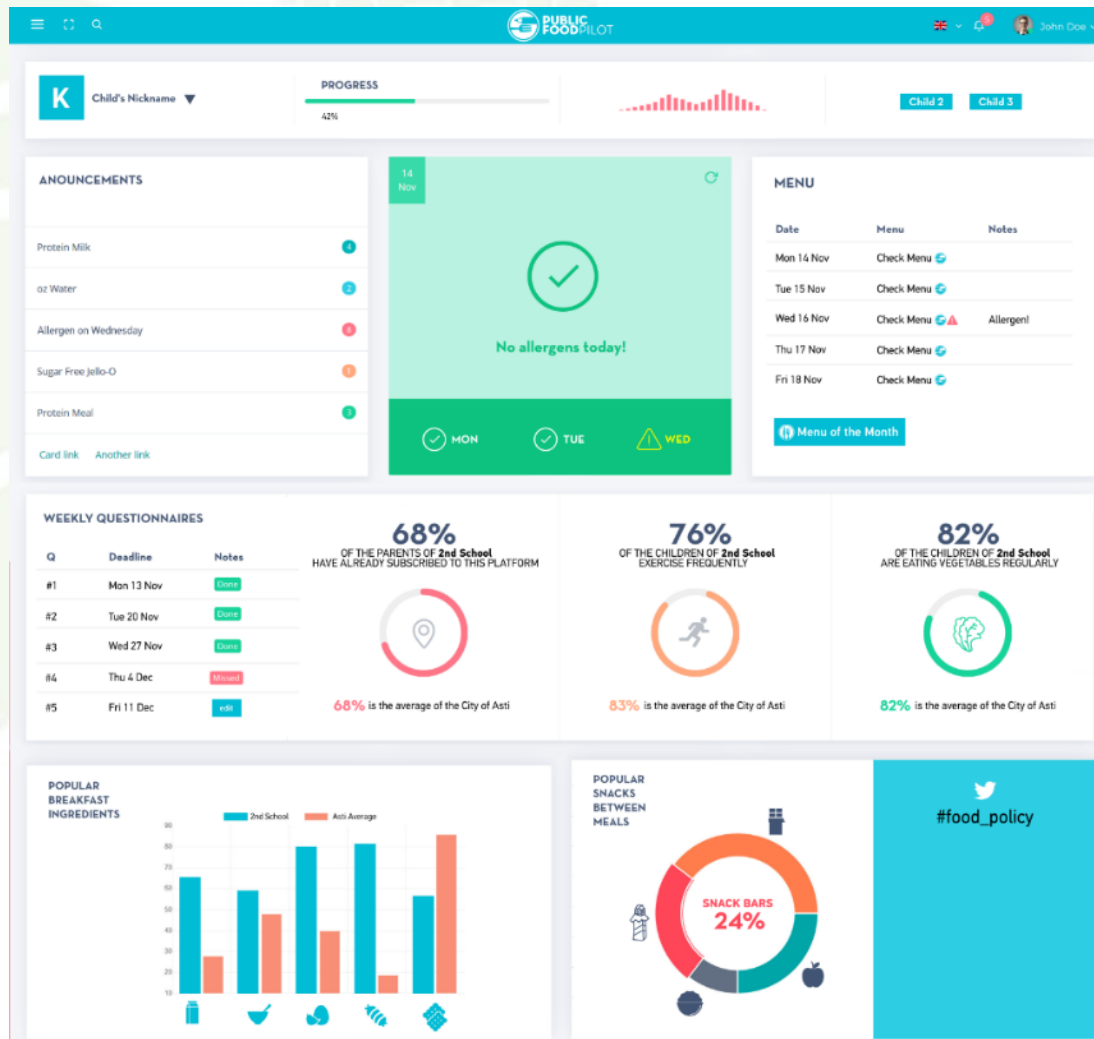 PUBLIC
FOODPILOT
John Doe
K
Child's Nickname
PROGRESS
42%
Child 2
Child 3
ANOUNCEMENTS
Protein Milk
4
oz Water
2
Allergen on Wednesday
Sugar Free Jello-O
1
Protein Meal
3
Card link
Another link
14
Nov
No allergens today!
MON
TUE
WED
MENU
Date Menu Notes
Mon 14 Nov Check Menu
Tue 15 Nov Check Menu
Wed 16 Nov Check Menu Allergen!
Thu 17 Nov Check Menu
Fri 18 Nov Check Menu
Menu of the Month
WEEKLY QUESTIONNAIRES
Q Deadline Notes
#1 Mon 13 Nov Done
#2 Tue 20 Nov Done
#3 Wed 27 Nov Done
#4 Thu 4 Dec Missed
#5 Fri 11 Dec edit
68%
OF THE PARENTS OF 2nd School
HAVE ALREADY SUBSCRIBED TO THIS PLATFORM
68% is the average of the City of Asti
76%
OF THE CHILDREN OF 2nd School
EXERCISE FREQUENTLY
83% is the average of the City of Asti
82%
OF THE CHILDREN OF 2nd School
ARE EATING VEGETABLES REGULARLY
82% is the average of the City of Asti
POPULAR
BREAKFAST
INGREDIENTS
2nd School
Asti Average
90
80
70
60
50
40
30
20
10
POPULAR
SNACKS
BETWEEN
MEALS
SNACK BARS
24%
#food_policy